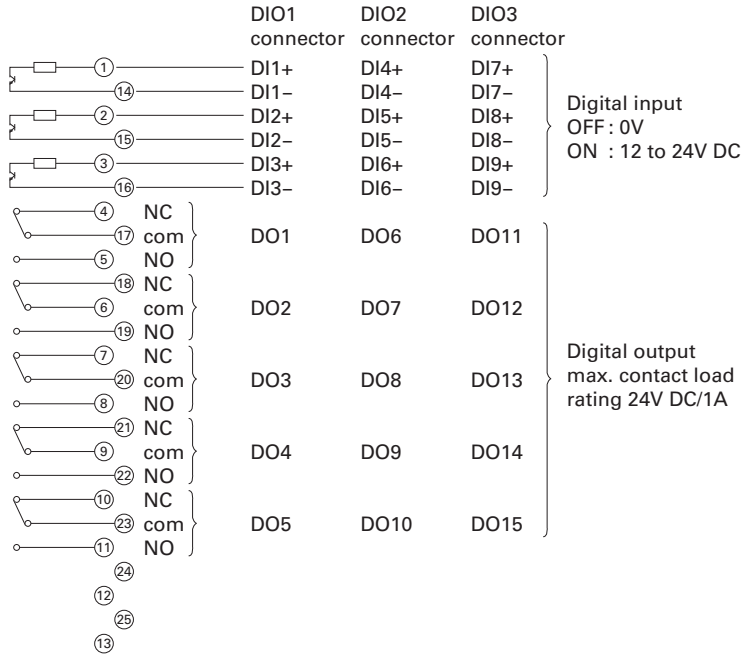 DIO1 DIO2 DIO3
connector connector connector
1 DI1+ DI4+ DI7+
14 DI1– DI4– DI7–
2 DI2+ DI5+ DI8+
15 DI2– DI5– DI8–
3 DI3+ DI6+ DI9+
16 DI3– DI6– DI9–
Digital input
OFF : 0V
ON : 12 to 24V DC
4 NC
17 com DO1 DO6 DO11
5 NO
18 NC
6 com DO2 DO7 DO12
19 NO
7 NC
20 com DO3 DO8 DO13
8 NO
Digital output
max. contact load
rating 24V DC/1A
21 NC
9 com DO4 DO9 DO14
22 NO
10 NC
23 com DO5 DO10 DO15
11 NO
24
12
25
13